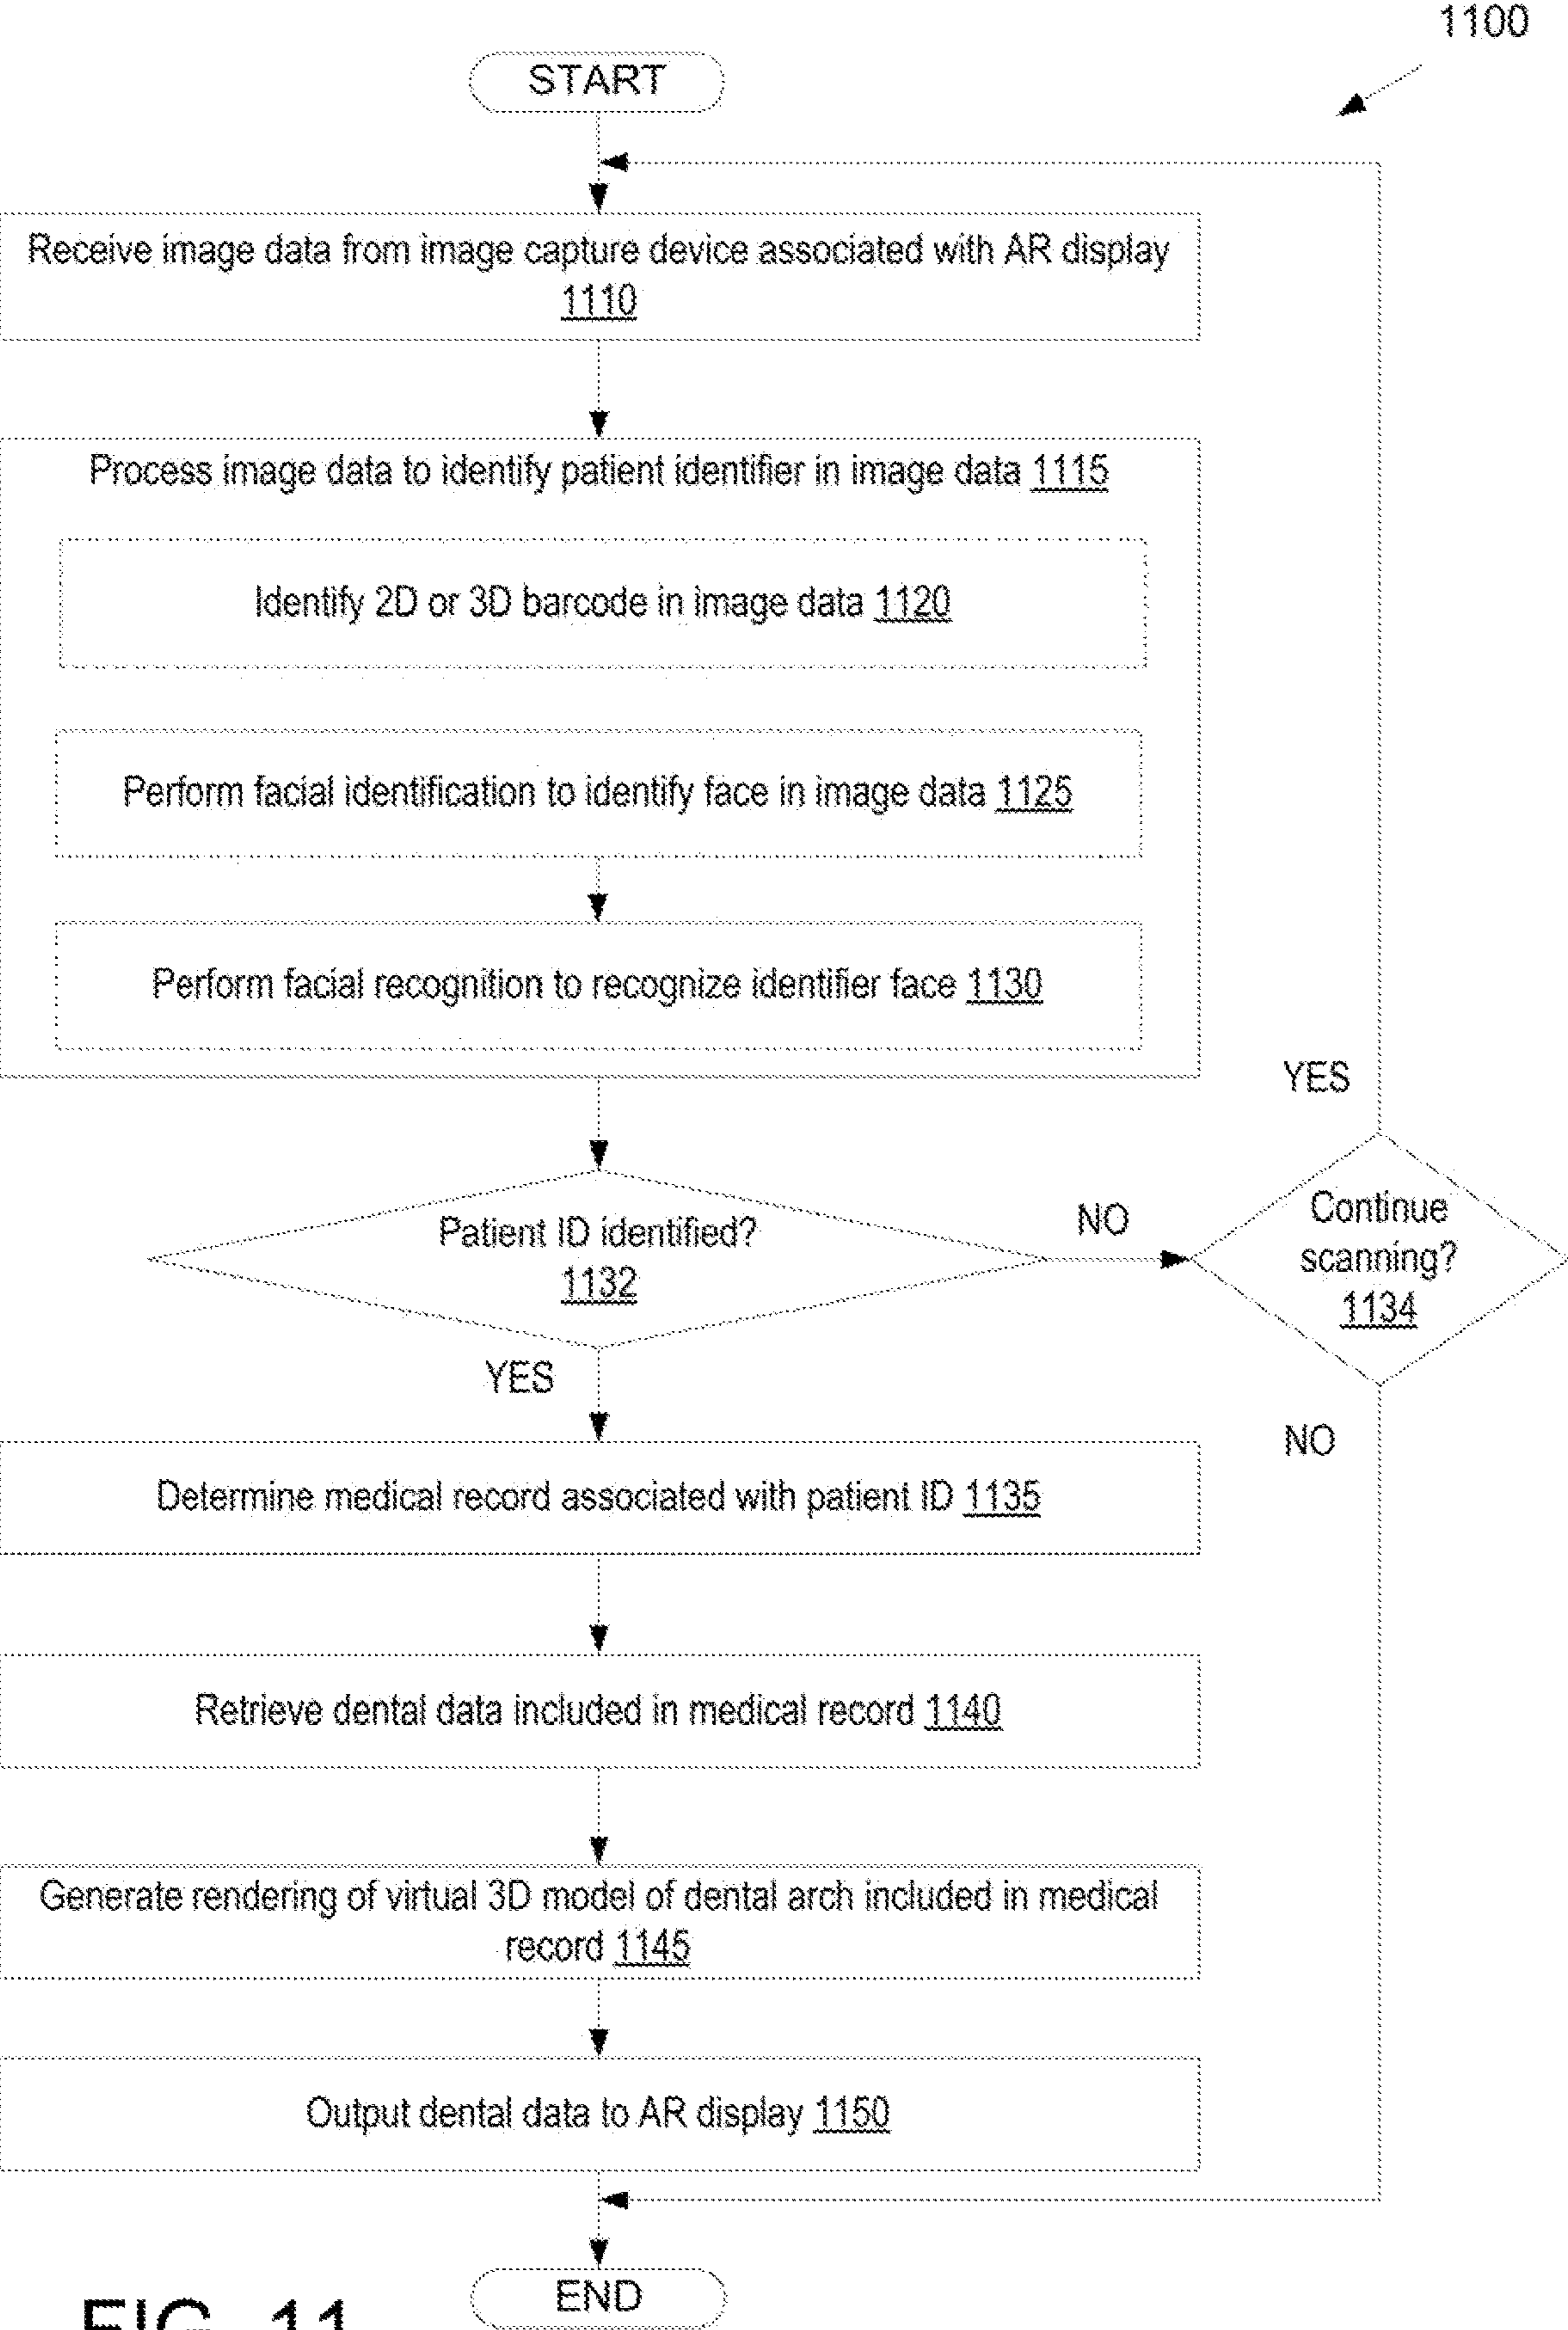 1100
START
Receive image data from image capture device associated with AR display
1110
Process image data to identify patient identifier in image data 1115
Identify 2D or 3D barcode in image data 1120
Perform facial identification to identify face in image data 1125
Perform facial recognition to recognize identifier face 1130
YES
Patient ID identified?
1132
NO
Continue
scanning?
1134
YES
NO
Determine medical record associated with patient ID 1135
Retrieve dental data included in medical record 1140
Generate rendering of virtual 3D model of dental arch included in medical
record 1145
Output dental data to AR display 1150
END
FIG. 11